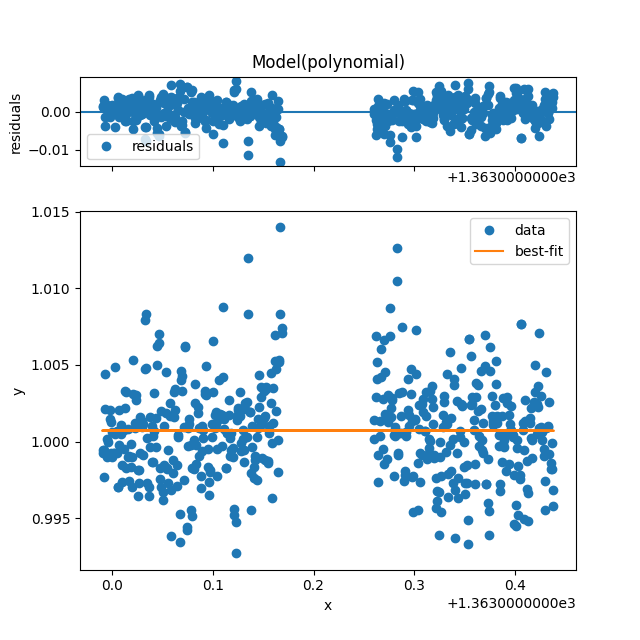 Model(polynomial)
0.00
−0.01
residuals
residuals
+1.3630000000e3
1.015
1.010
1.005
1.000
0.995
y
data
best-fit
0.0
0.1
0.2
0.3
0.4
x
+1.3630000000e3